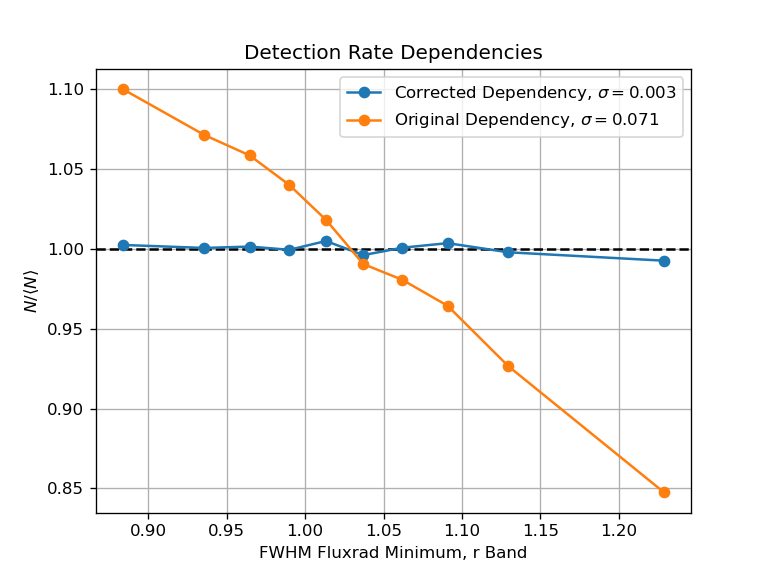 Detection Rate Dependencies
Corrected Dependency, σ = 0.003
Original Dependency, σ = 0.071
1.10
1.05
1.00
0.95
0.90
0.85
N/⟨N⟩
0.90 0.95 1.00 1.05 1.10 1.15 1.20
FWHM Fluxrad Minimum, r Band